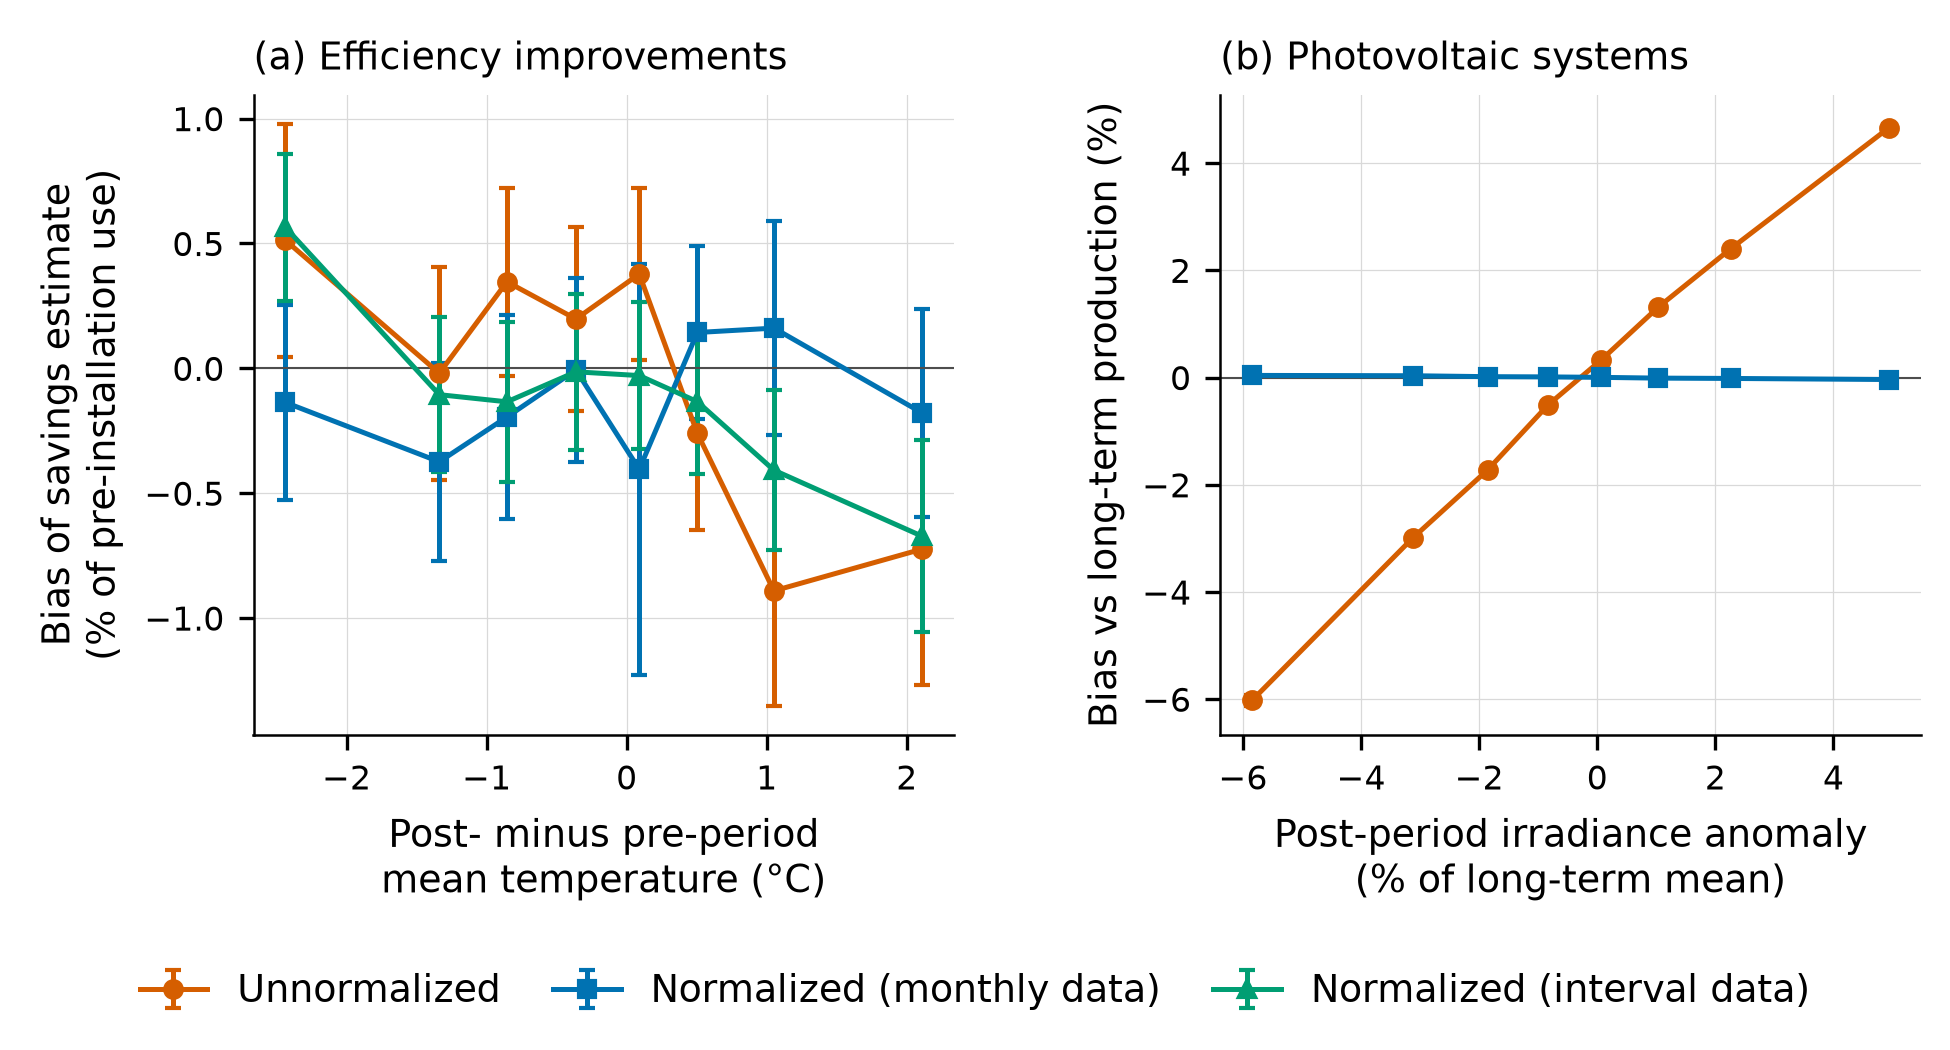 (a) Efficiency improvements
1.0
0.5
0.0
−0.5
−1.0
Bias of savings estimate
(% of pre-installation use)
−2
−1
0
1
2
Post- minus pre-period
mean temperature (°C)
(b) Photovoltaic systems
4
2
0
−2
−4
−6
Bias vs long-term production (%)
−6
−4
−2
0
2
4
Post-period irradiance anomaly
(% of long-term mean)
Unnormalized
Normalized (monthly data)
Normalized (interval data)